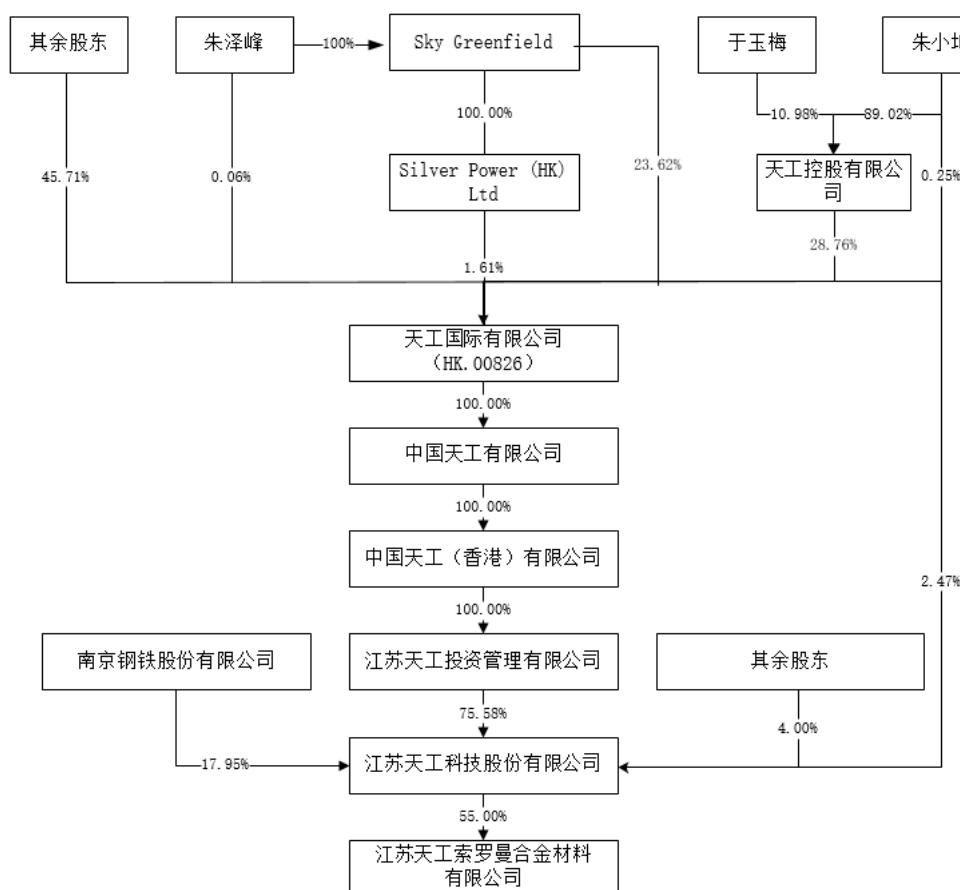 其余股东
朱泽峰
100%
Sky Greenfield
于玉梅
朱小
100.00%
10.98%
89.02%
45.71%
0.06%
Silver Power (HK)
Ltd
23.62%
天工控股有限公
司
0.25%
28.76%
1.61%
天工国际有限公司
（HK.00826）
100.00%
中国天工有限公司
100.00%
中国天工（香港）有限公司
2.47%
100.00%
南京钢铁股份有限公司
江苏天工投资管理有限公司
其余股东
75.58%
4.00%
17.95%
江苏天工科技股份有限公司
55.00%
江苏天工索罗曼合金材料
有限公司